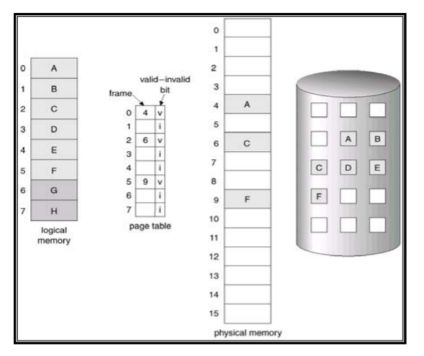 0 A
1 B
2 C
3 D
4 E
5 F
6 G
7 H
logical
memory
valid–invalid
frame bit
0 4 v
1 i
2 6 v
3 i
4 i
5 9 v
6 i
7 i
page table
0
1
2
3
4 A
5
6 C
7
8
9 F
10
11
12
13
14
15
physical memory
A B
C D E
F